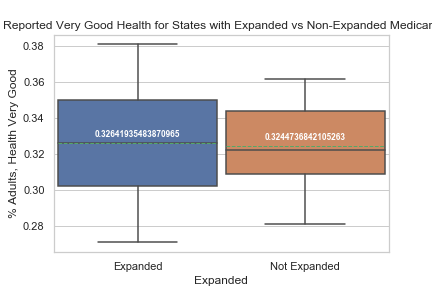 Reported Very Good Health for States with Expanded vs Non-Expanded Medicar
0.38
0.36
0.34
0.32
0.30
0.28
% Adults, Health Very Good
0.32641935483870965
0.3244736842105263
Expanded
Not Expanded
Expanded